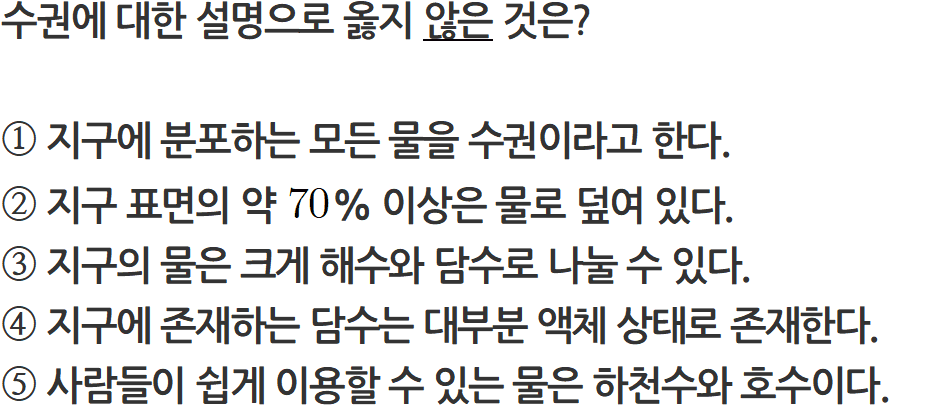 수권에 대한 설명으로 옳지 않은 것은?
① 지구에 분포하는 모든 물을 수권이라고 한다.
② 지구 표면의 약 70% 이상은 물로 덮여 있다.
③ 지구의 물은 크게 해수와 담수로 나눌 수 있다.
④ 지구에 존재하는 담수는 대부분 액체 상태로 존재한다.
⑤ 사람들이 쉽게 이용할 수 있는 물은 하천수와 호수이다.